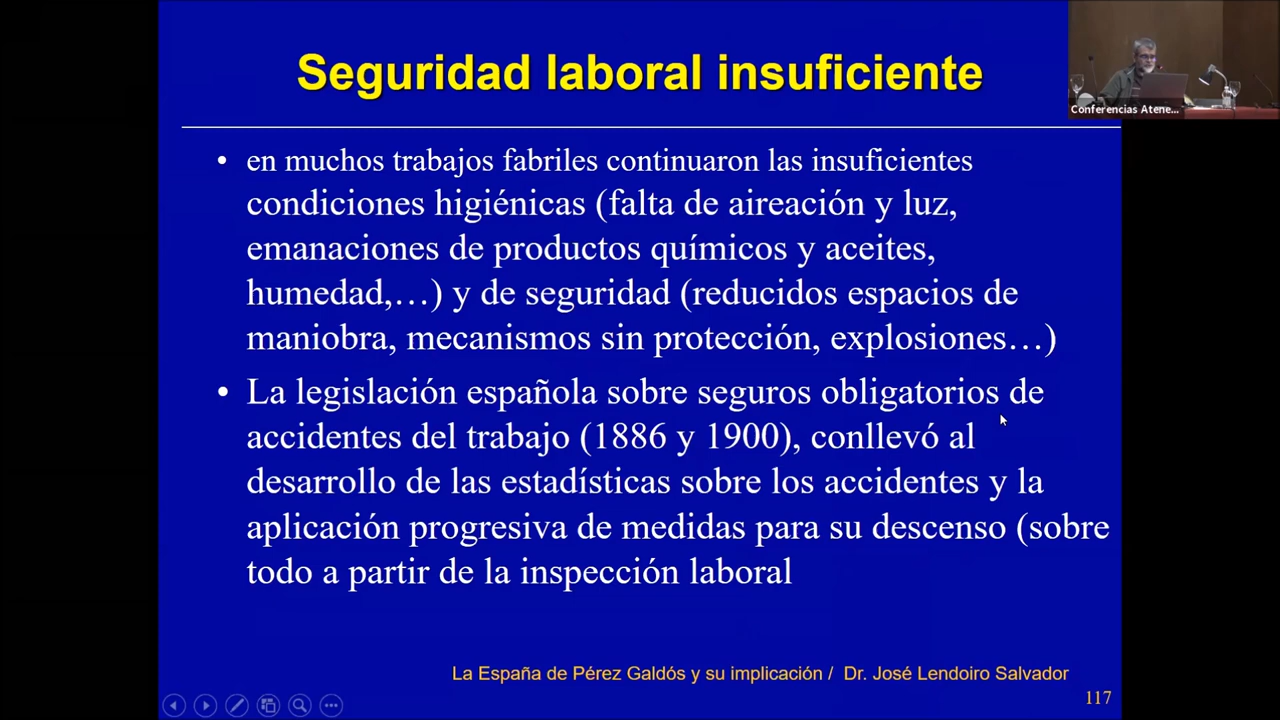 Seguridad laboral insuficiente
Conferencias Atene...
• en muchos trabajos fabriles continuaron las insuficientes
condiciones higiénicas (falta de aireación y luz,
emanaciones de productos químicos y aceites,
humedad,…) y de seguridad (reducidos espacios de
maniobra, mecanismos sin protección, explosiones…)
• La legislación española sobre seguros obligatorios de
accidentes del trabajo (1886 y 1900), conllevó al
desarrollo de las estadísticas sobre los accidentes y la
aplicación progresiva de medidas para su descenso (sobre
todo a partir de la inspección laboral
La España de Pérez Galdós y su implicación / Dr. José Lendoiro Salvador
117